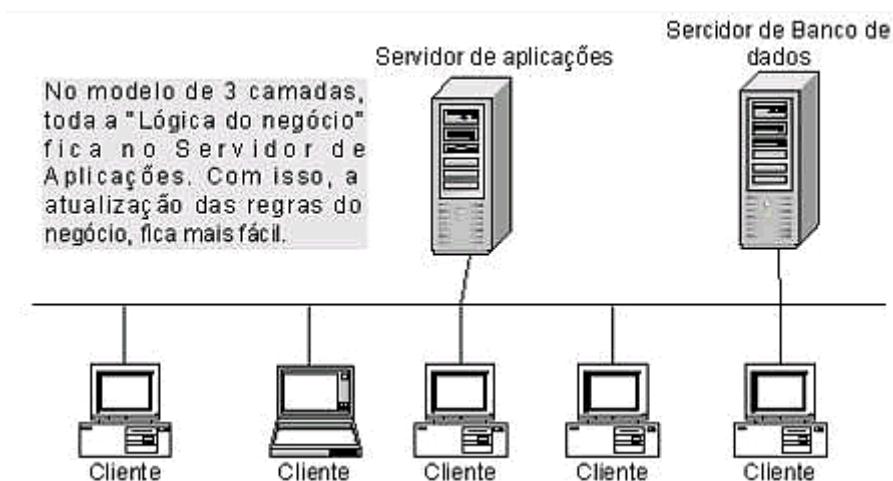 Sercidor de Banco de
dados
Servidor de aplicações
No modelo de 3 camadas,
toda a "Lógica do negócio"
fica no Servidor de
Aplicações. Com isso, a
atualização das regras do
negócio, fica mais fácil.
Cliente
Cliente
Cliente
Cliente
Cliente